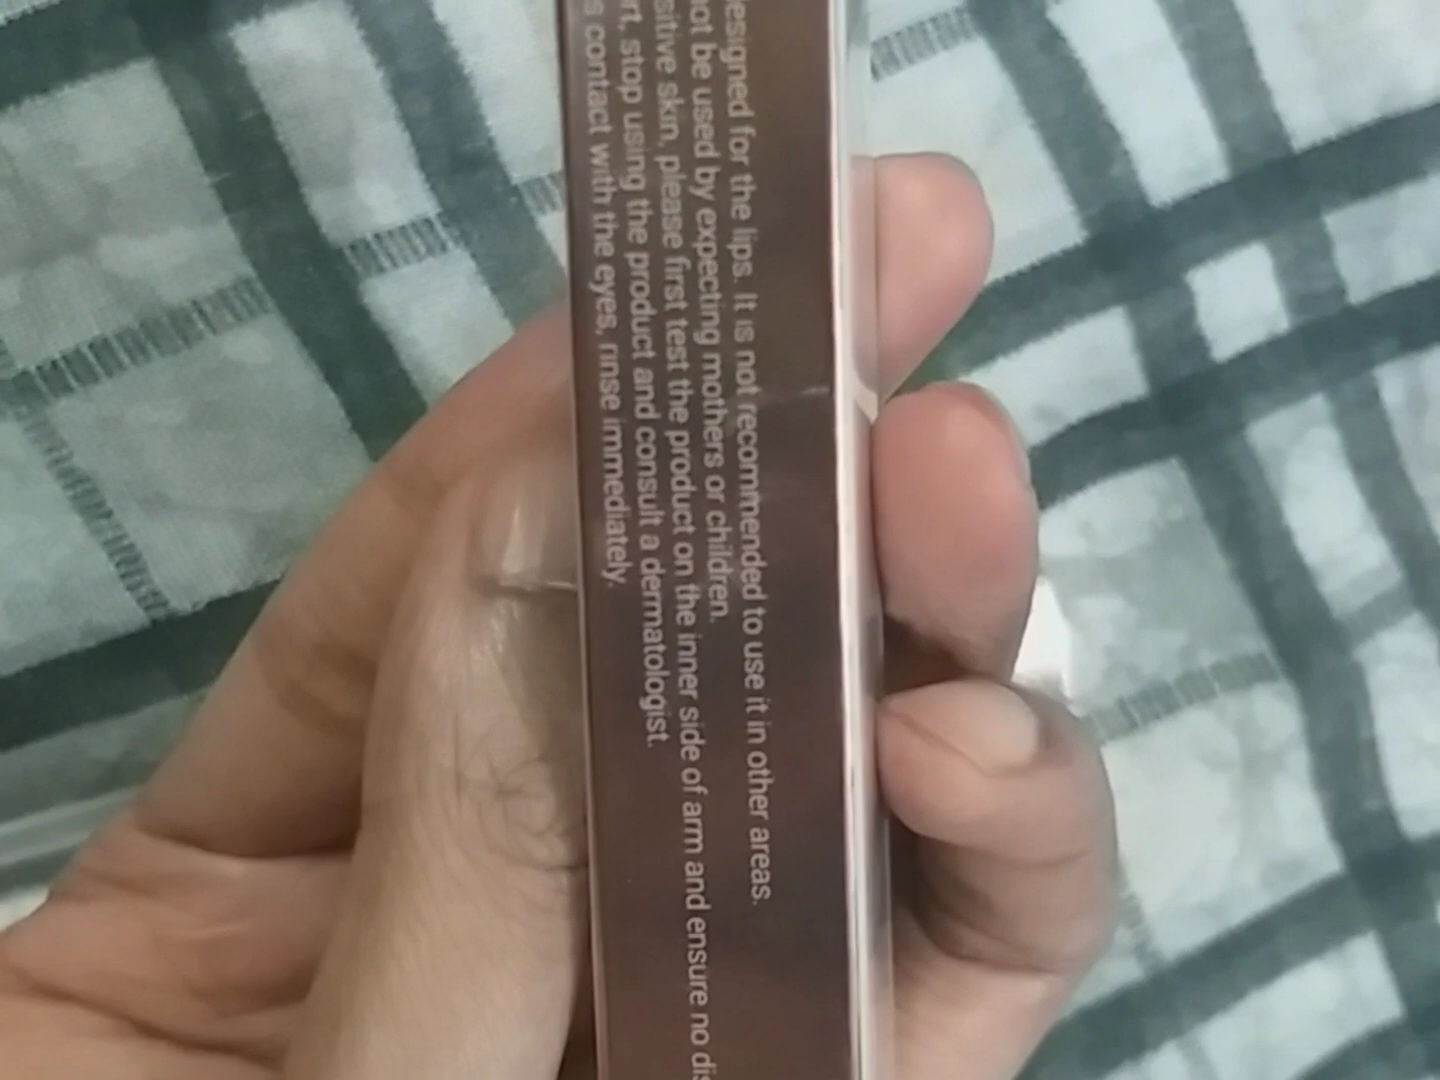 designed for the lips. It is not recommended to use it in other areas.
not be used by expecting mothers or children.
sitive skin, please first test the product on the inner side of arm and ensure no dis
rt, stop using the product and consult a dermatologist.
s contact with the eyes, rinse immediately.